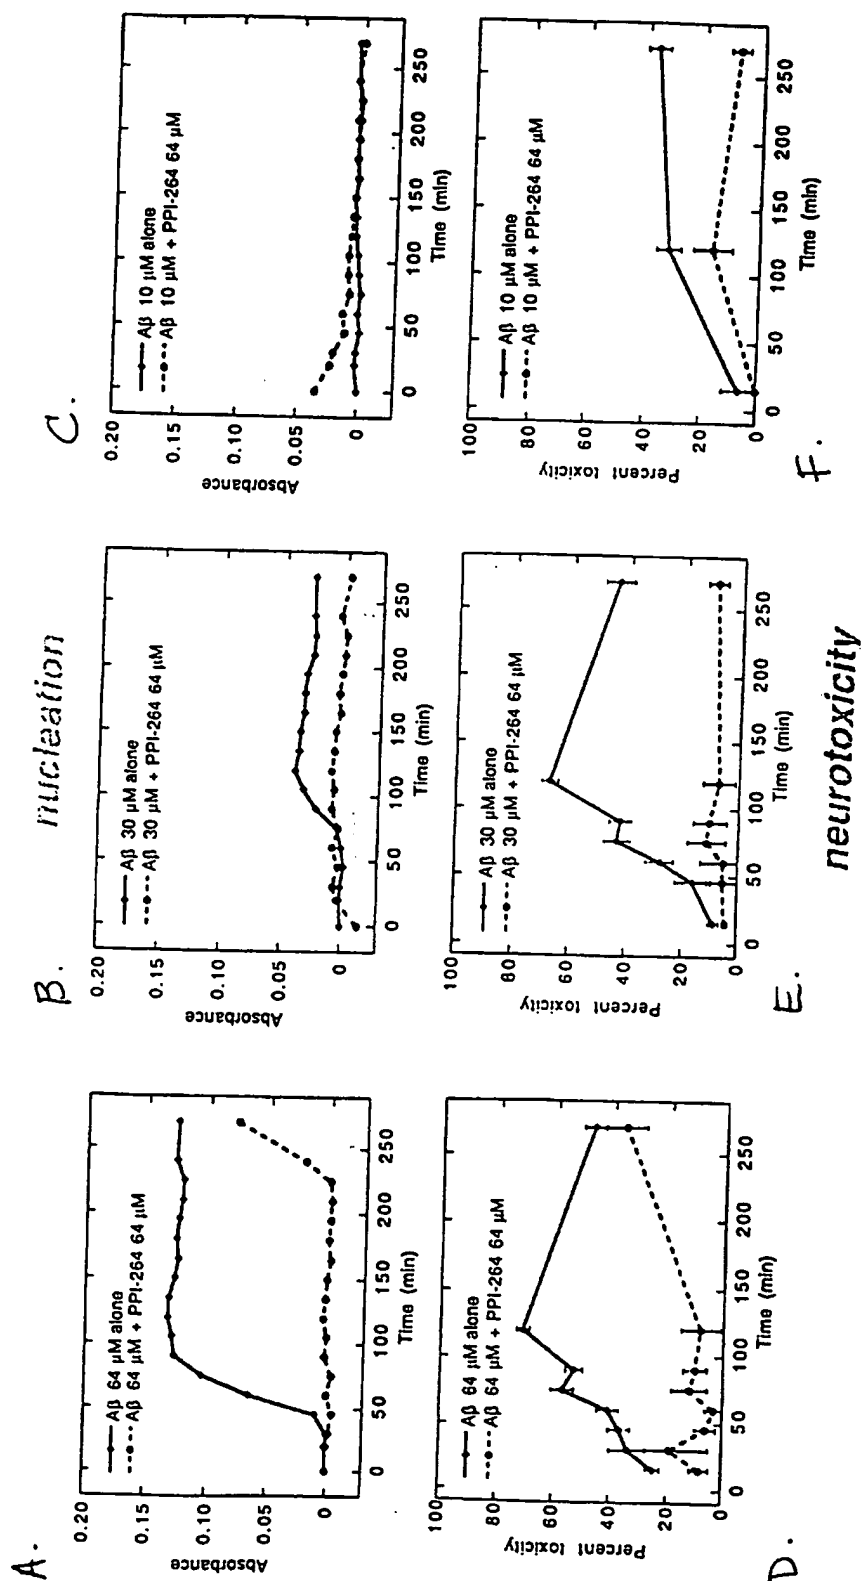 nucleation
A.
0.20
0.15
0.10
0.05
0
Absorbance
Aβ 64 µM alone
Aβ 64 µM + PPI-264 64 µM
0 50 100 150 200 250
Time (min)
B.
0.20
0.15
0.10
0.05
0
Absorbance
Aβ 30 µM alone
Aβ 30 µM + PPI-264 64 µM
0 50 100 150 200 250
Time (min)
C.
0.20
0.15
0.10
0.05
0
Absorbance
Aβ 10 µM alone
Aβ 10 µM + PPI-264 64 µM
0 50 100 150 200 250
Time (min)
D.
100
80
60
40
20
0
Percent toxicity
Aβ 64 µM alone
Aβ 64 µM + PPI-264 64 µM
0 50 100 150 200 250
Time (min)
E.
100
80
60
40
20
0
Percent toxicity
Aβ 30 µM alone
Aβ 30 µM + PPI-264 64 µM
0 50 100 150 200 250
Time (min)
F.
100
80
60
40
20
0
Percent toxicity
Aβ 10 µM alone
Aβ 10 µM + PPI-264 64 µM
0 50 100 150 200 250
Time (min)
neurotoxicity